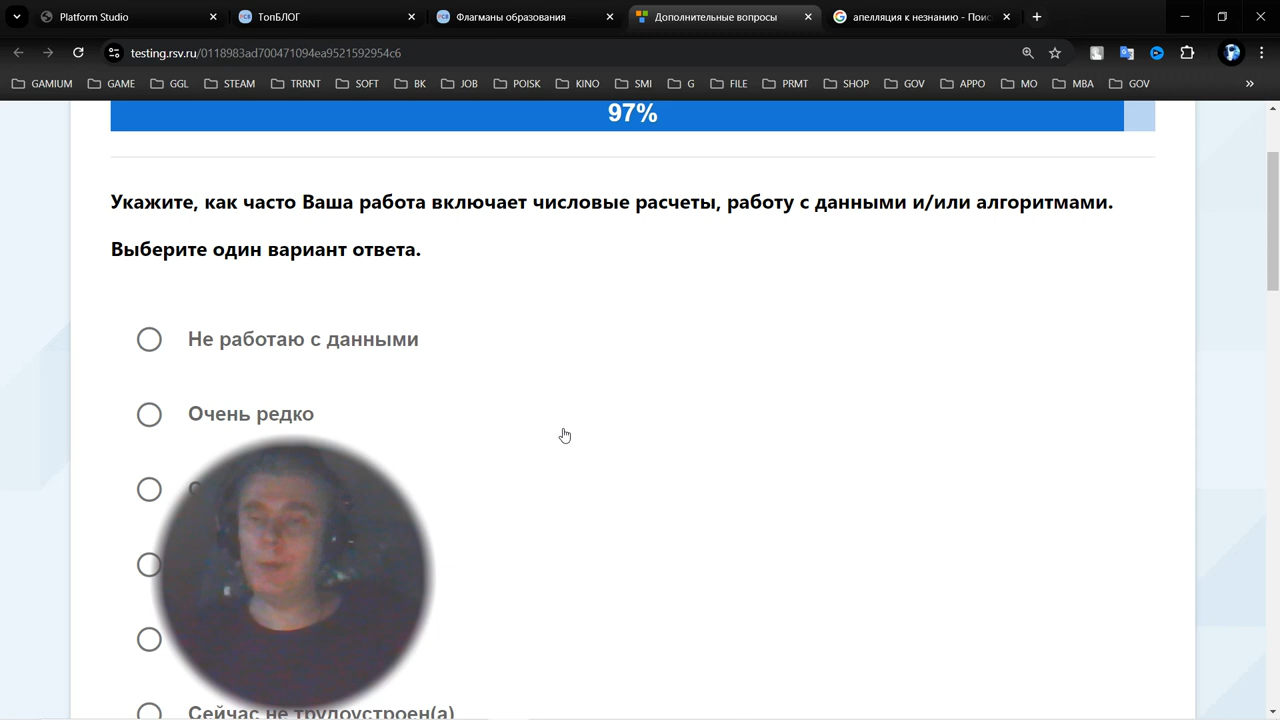 Platform Studio
ТопБЛОГ
Флагманы образования
Дополнительные вопросы
апелляция к незнанию - Поис
testing.rsv.ru/0118983ad700471094ea9521592954c6
GAMIUM
GAME
GGL
STEAM
TRRNT
SOFT
BK
JOB
POISK
KINO
SMI
G
FILE
PRMT
SHOP
GOV
APPO
MO
MBA
GOV
97%
Укажите, как часто Ваша работа включает числовые расчеты, работу с данными и/или алгоритмами.
Выберите один вариант ответа.
Не работаю с данными
Очень редко
Сейчас не трудоустроен(а)